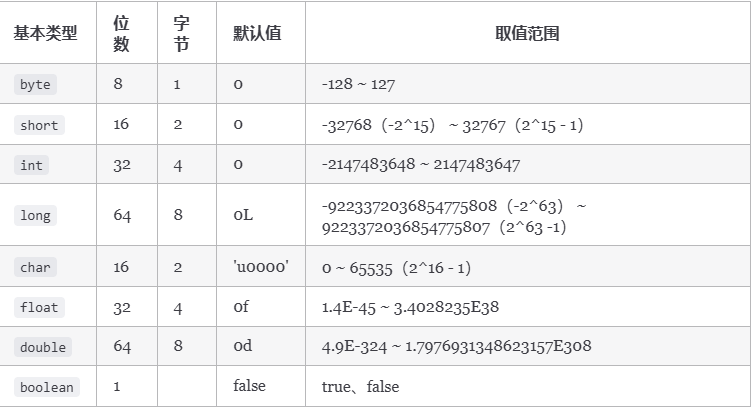 基本类型 位数 字节 默认值 取值范围
byte 8 1 0 -128 ~ 127
short 16 2 0 -32768（-2^15） ~ 32767（2^15 - 1）
int 32 4 0 -2147483648 ~ 2147483647
long 64 8 0L -9223372036854775808（-2^63） ~
9223372036854775807（2^63 -1）
char 16 2 'u0000' 0 ~ 65535（2^16 - 1）
float 32 4 0f 1.4E-45 ~ 3.4028235E38
double 64 8 0d 4.9E-324 ~ 1.7976931348623157E308
boolean 1 false true、false